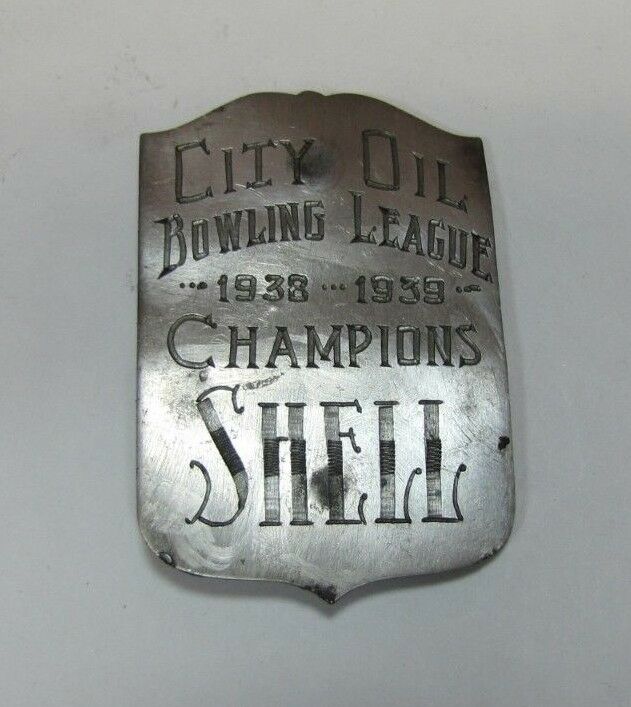 CITY OIL
BOWLING LEAGUE
··· 1938 ··· 1939 ···
CHAMPIONS
SHELL